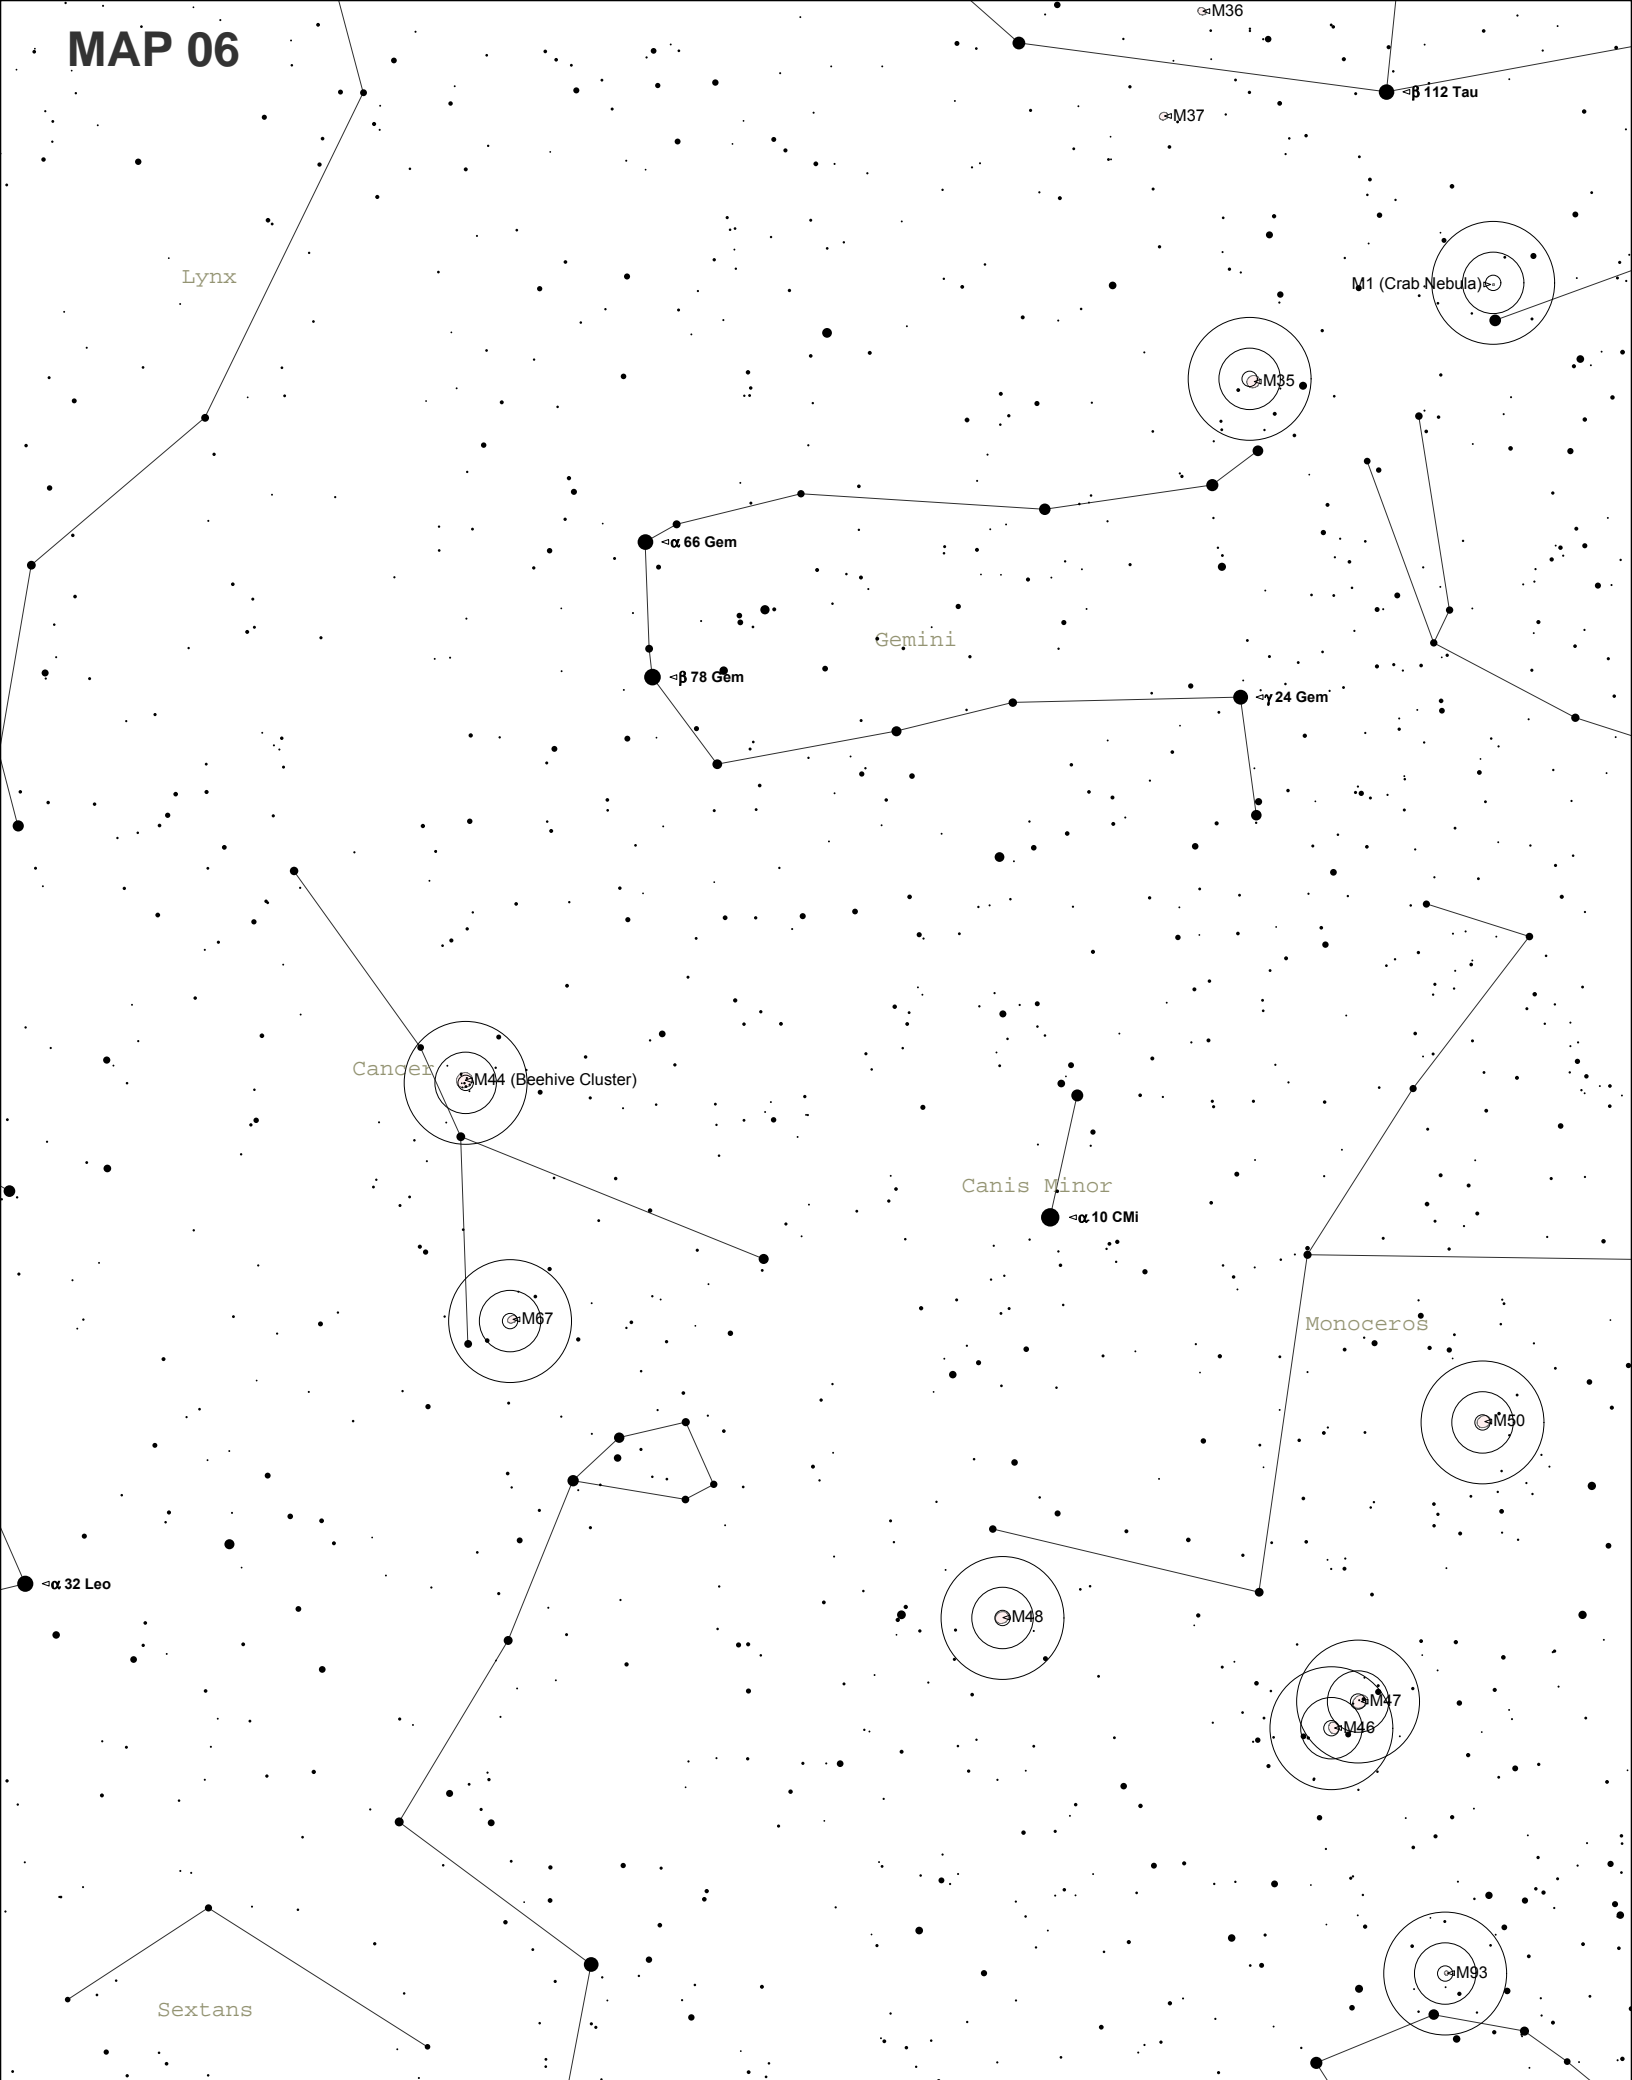 M36
MAP 06
β 112 Tau
M37
Lynx
M1 (Crab Nebula)
M35
α 66 Gem
Gemini
β 78 Gem
γ 24 Gem
Cancer
M44 (Beehive Cluster)
Canis Minor
α 10 CMi
M67
Monoceros
M50
α 32 Leo
M48
M47
M46
M93
Sextans